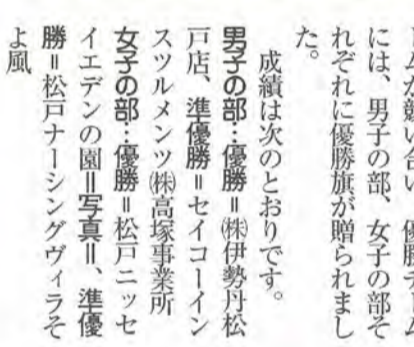 ームが競い合い、優勝チーム
には、男子の部、女子の部そ
れぞれに優勝旗が贈られまし
た。
成績は次のとおりです。
男子の部…優勝＝㈱伊勢丹松
戸店、準優勝＝セイコーイン
スツルメンツ㈱高塚事業所
女子の部…優勝＝松戸ニッセ
イエデンの園＝写真＝、準優
勝＝松戸ナーシングヴィラそ
よ風